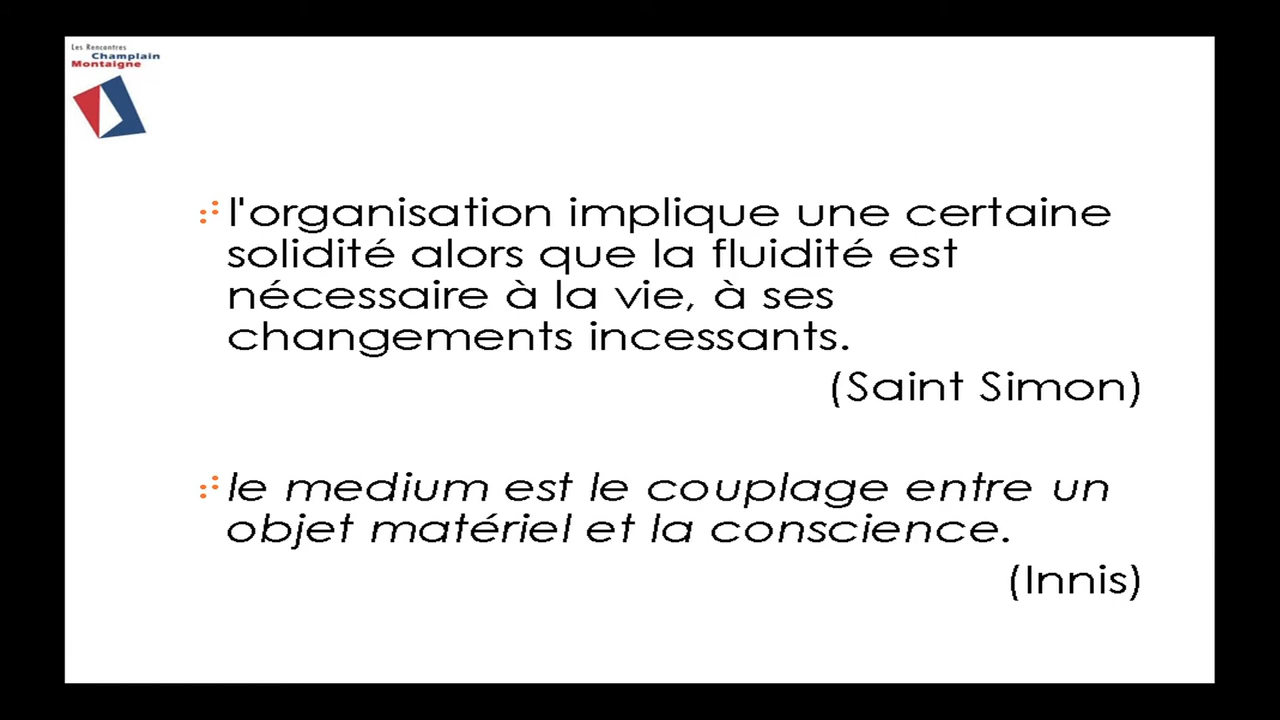 Les Rencontres
Champlain
Montaigne
l'organisation implique une certaine
solidité alors que la fluidité est
nécessaire à la vie, à ses
changements incessants.
(Saint Simon)
le medium est le couplage entre un
objet matériel et la conscience.
(Innis)